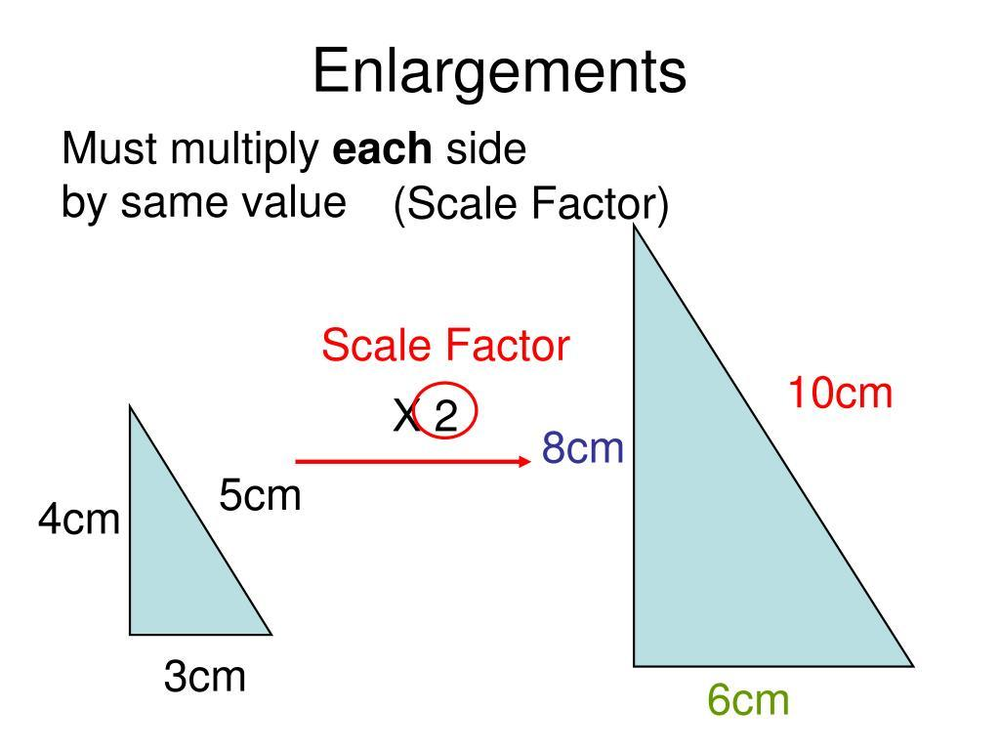 Enlargements
Must multiply each side
by same value (Scale Factor)
Scale Factor
X 2
10cm
8cm
5cm
4cm
3cm
6cm